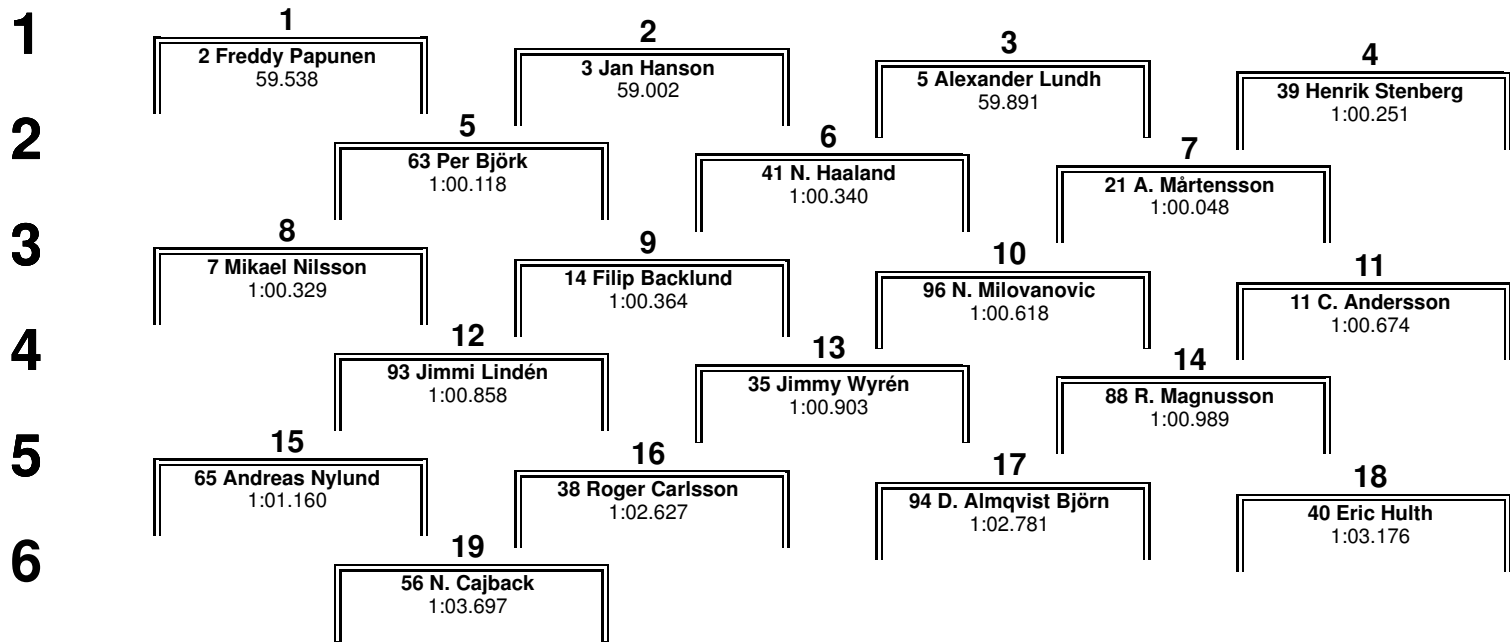 1
1
2 Freddy Papunen
59.538
2
3 Jan Hanson
59.002
3
5 Alexander Lundh
59.891
4
39 Henrik Stenberg
1:00.251
2
5
63 Per Björk
1:00.118
6
41 N. Haaland
1:00.340
7
21 A. Mårtensson
1:00.048
3
8
7 Mikael Nilsson
1:00.329
9
14 Filip Backlund
1:00.364
10
96 N. Milovanovic
1:00.618
11
11 C. Andersson
1:00.674
4
12
93 Jimmi Lindén
1:00.858
13
35 Jimmy Wyrén
1:00.903
14
88 R. Magnusson
1:00.989
5
15
65 Andreas Nylund
1:01.160
16
38 Roger Carlsson
1:02.627
17
94 D. Almqvist Björn
1:02.781
18
40 Eric Hulth
1:03.176
6
19
56 N. Cajback
1:03.697